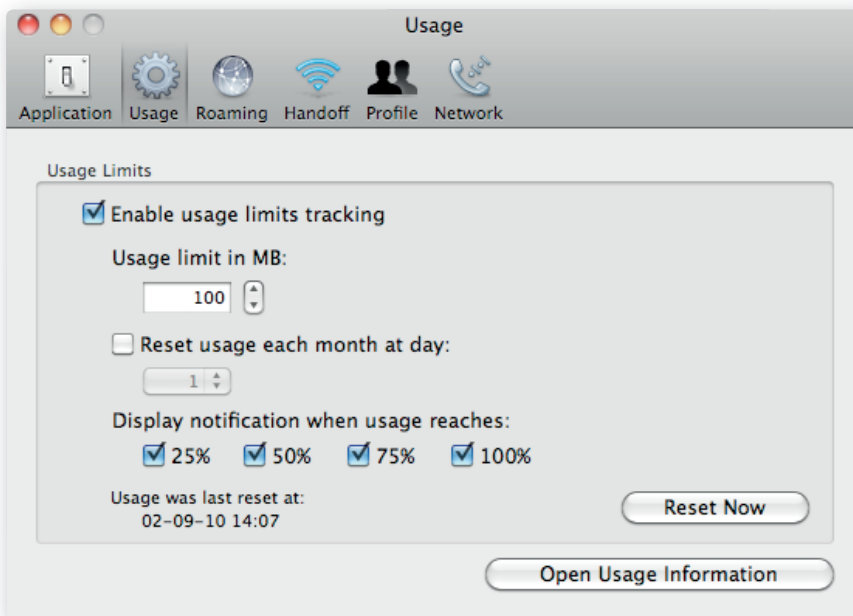 Usage
Application Usage Roaming Handoff Profile Network
Usage Limits
Enable usage limits tracking
Usage limit in MB:
100
Reset usage each month at day:
1
Display notification when usage reaches:
25% 50% 75% 100%
Usage was last reset at:
02-09-10 14:07
Reset Now
Open Usage Information